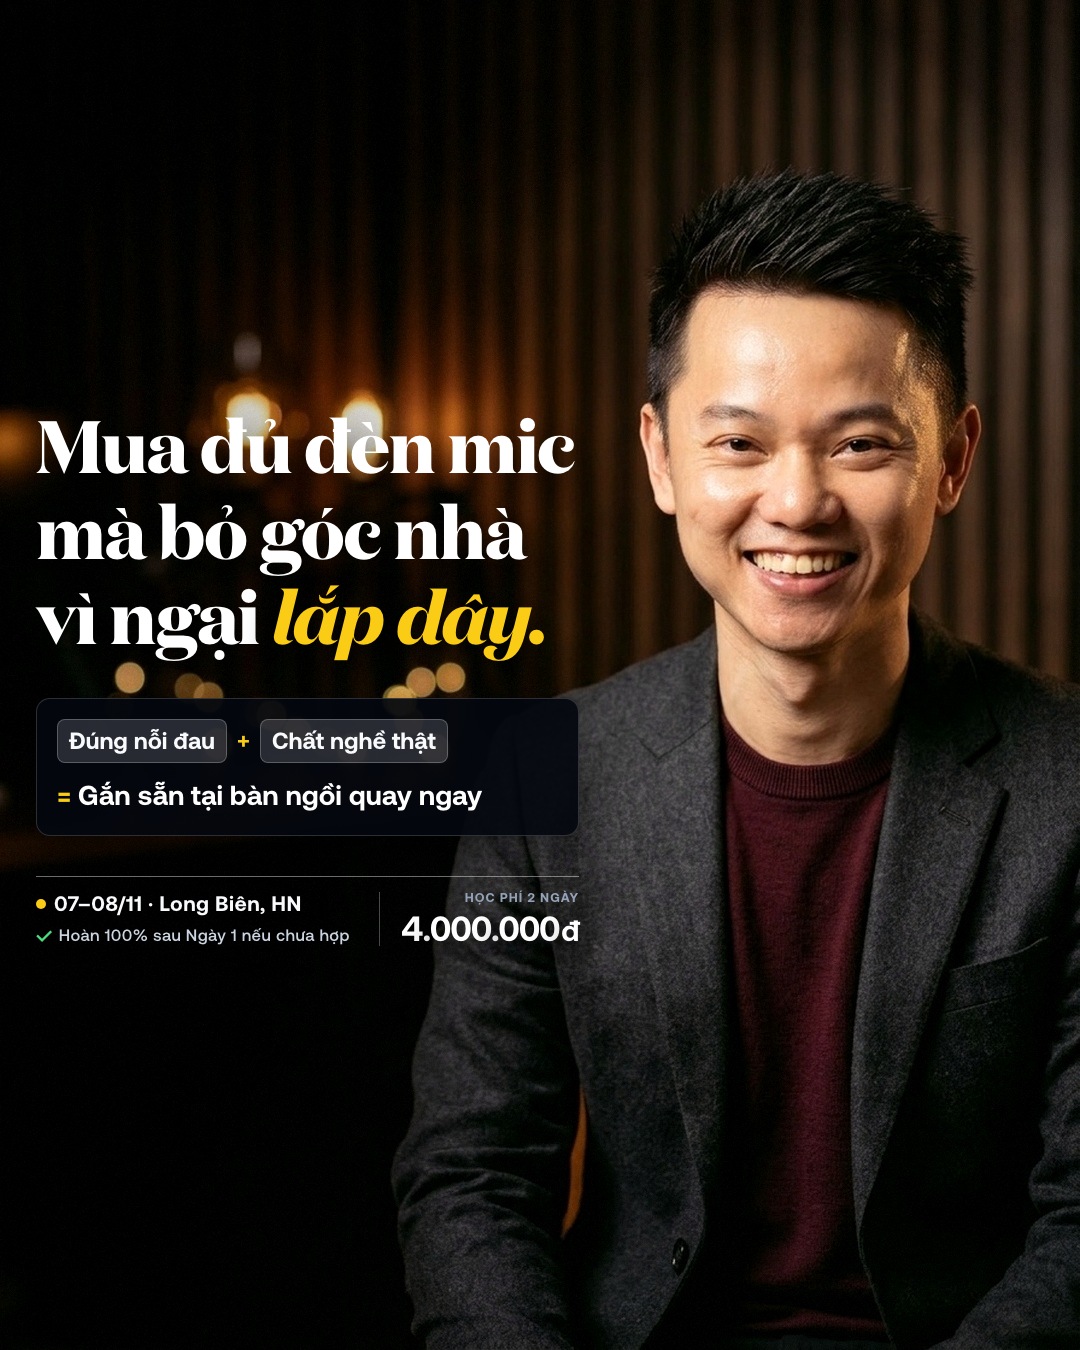 Mua đủ đèn mic
mà bỏ góc nhà
vì ngại lắp dây.
Đúng nỗi đau + Chất nghề thật
= Gắn sẵn tại bàn ngồi quay ngay
07–08/11 · Long Biên, HN
Hoàn 100% sau Ngày 1 nếu chưa hợp
HỌC PHÍ 2 NGÀY
4.000.000đ